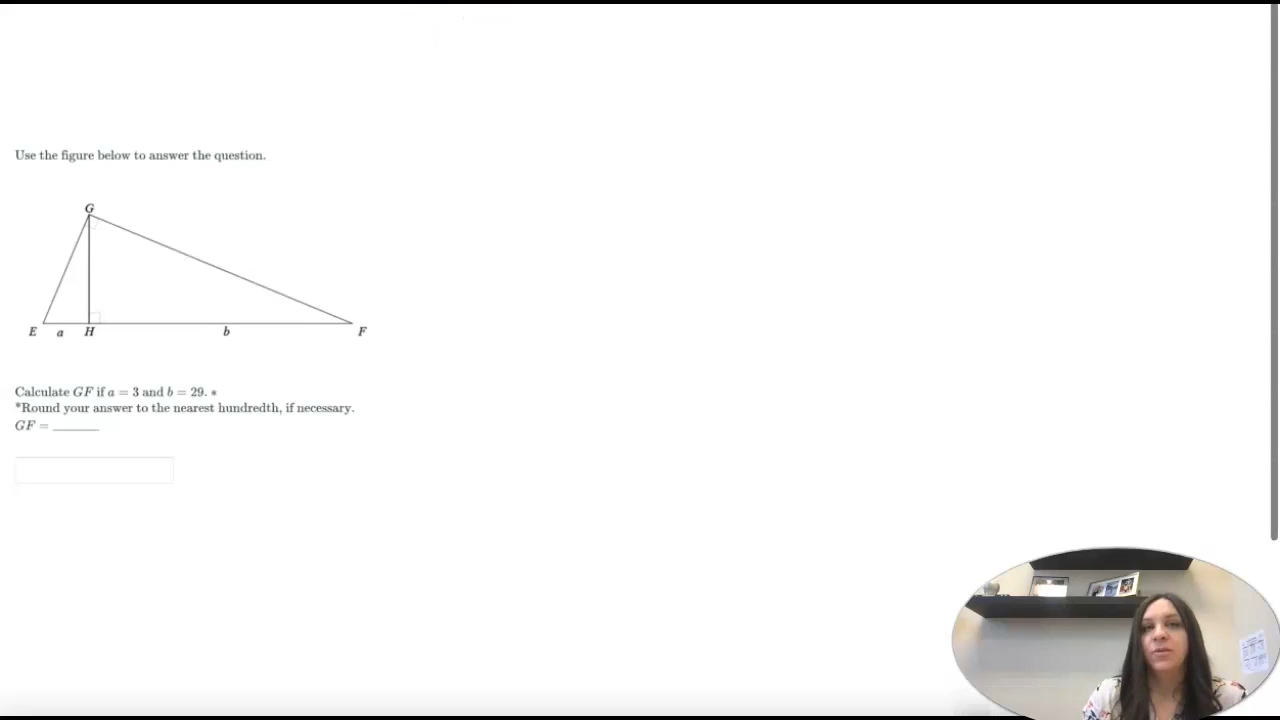 Use the figure below to answer the question.
G
E a H b F
Calculate GF if a = 3 and b = 29. *
*Round your answer to the nearest hundredth, if necessary.
GF = ______